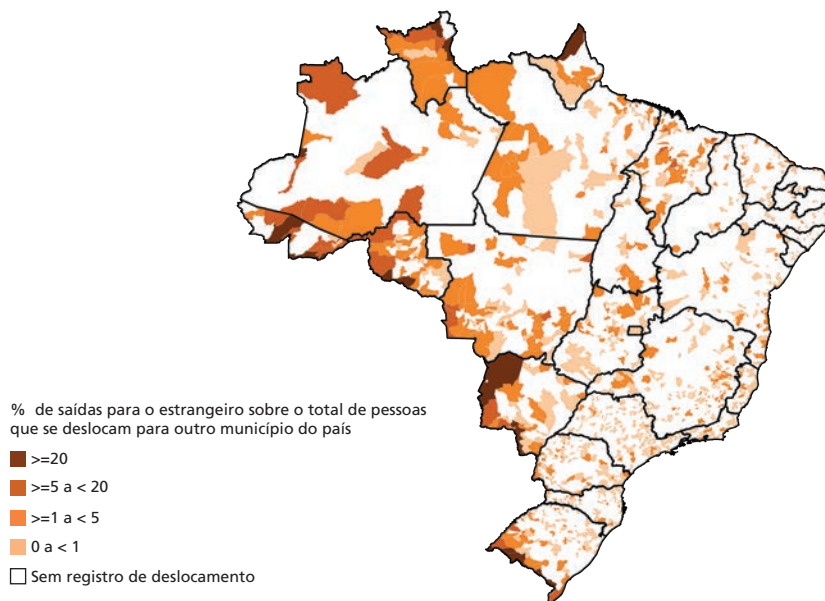 % de saídas para o estrangeiro sobre o total de pessoas
que se deslocam para outro município do país
>=20
>=5 a < 20
>=1 a < 5
0 a < 1
Sem registro de deslocamento